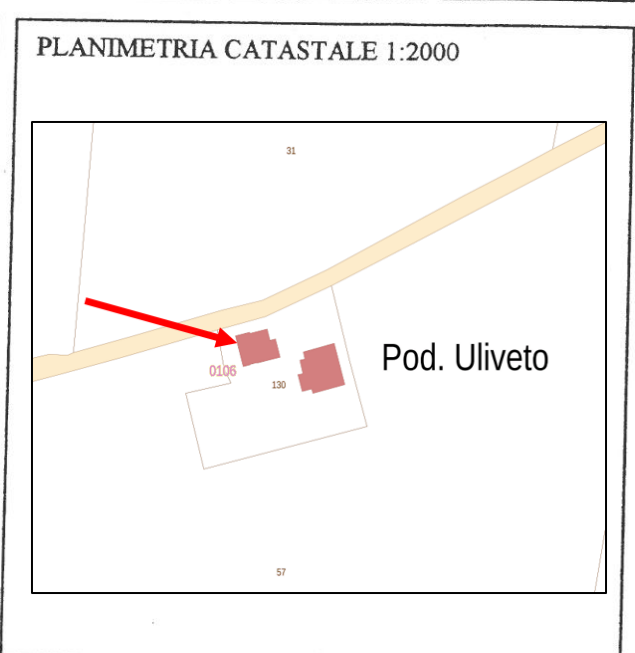 PLANIMETRIA CATASTALE 1:2000
31
Pod. Uliveto
0106
130
57